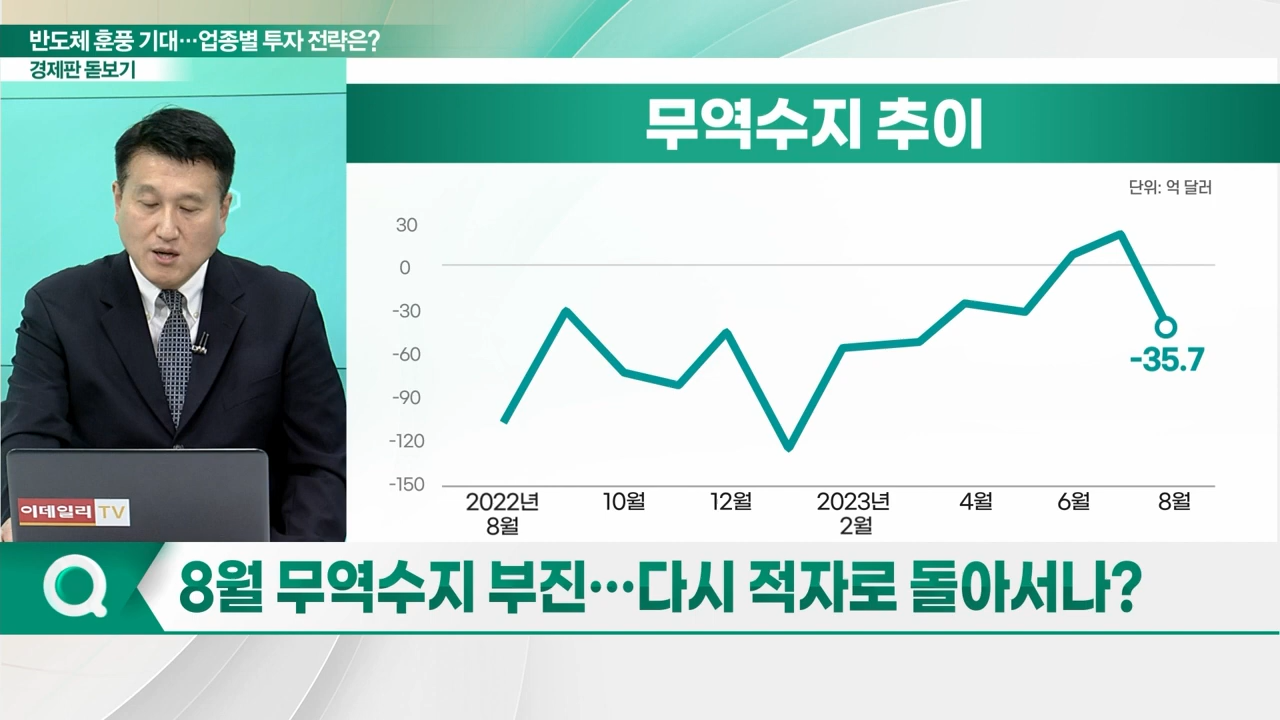 반도체 훈풍 기대…업종별 투자 전략은?
경제판 돋보기
무역수지 추이
단위: 억 달러
30
0
-30
-60
-90
-120
-150
-35.7
2022년 8월
10월
12월
2023년 2월
4월
6월
8월
이데일리TV
8월 무역수지 부진…다시 적자로 돌아서나?